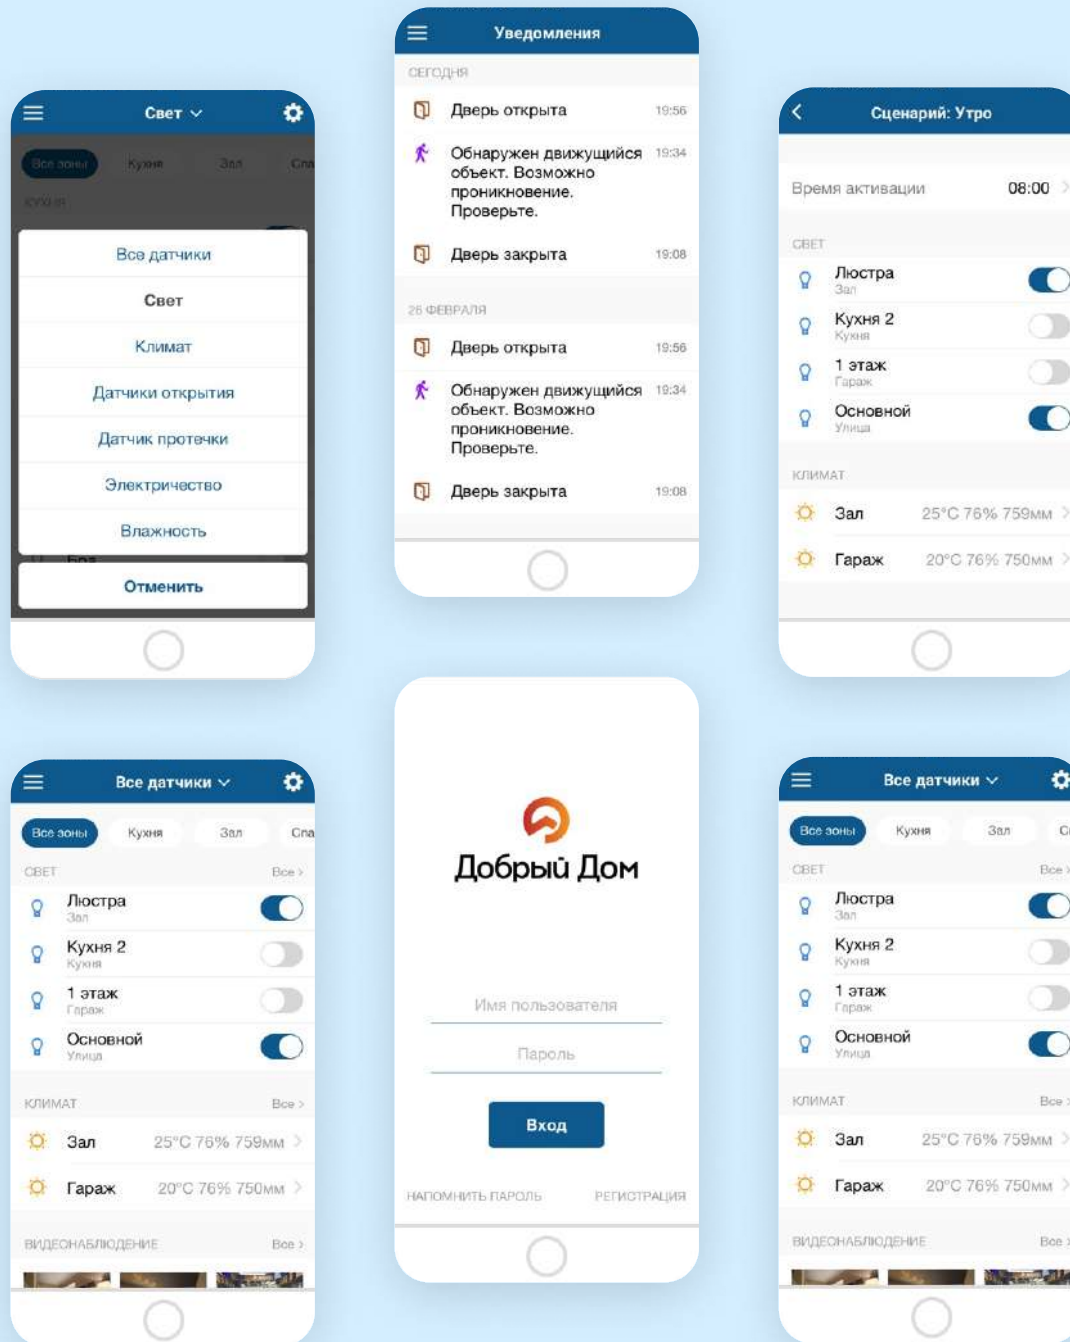 Свет
Все зоны
Кухня
Зал
Спа
КУХНЯ
Все датчики
Свет
Климат
Датчики открытия
Датчик протечки
Электричество
Влажность
Бра
Отменить
Уведомления
СЕГОДНЯ
Дверь открыта 19:56
Обнаружен движущийся 19:34
объект. Возможно
проникновение.
Проверьте.
Дверь закрыта 19:08
26 ФЕВРАЛЯ
Дверь открыта 19:56
Обнаружен движущийся 19:34
объект. Возможно
проникновение.
Проверьте.
Дверь закрыта 19:08
Сценарий: Утро
Время активации 08:00
СВЕТ
Люстра
Зал
Кухня 2
Кухня
1 этаж
Гараж
Основной
Улица
КЛИМАТ
Зал 25°C 76% 759мм
Гараж 20°C 76% 750мм
Все датчики
Все зоны Кухня Зал Спа
СВЕТ Все >
Люстра
Зал
Кухня 2
Кухня
1 этаж
Гараж
Основной
Улица
КЛИМАТ Все >
Зал 25°C 76% 759мм >
Гараж 20°C 76% 750мм >
ВИДЕОНАБЛЮДЕНИЕ Все >
Добрый Дом
Имя пользователя
Пароль
Вход
НАПОМНИТЬ ПАРОЛЬ РЕГИСТРАЦИЯ
Все датчики
Все зоны Кухня Зал Сп
СВЕТ Все >
Люстра
Зал
Кухня 2
Кухня
1 этаж
Гараж
Основной
Улица
КЛИМАТ Все >
Зал 25°C 76% 759мм >
Гараж 20°C 76% 750мм >
ВИДЕОНАБЛЮДЕНИЕ Все >